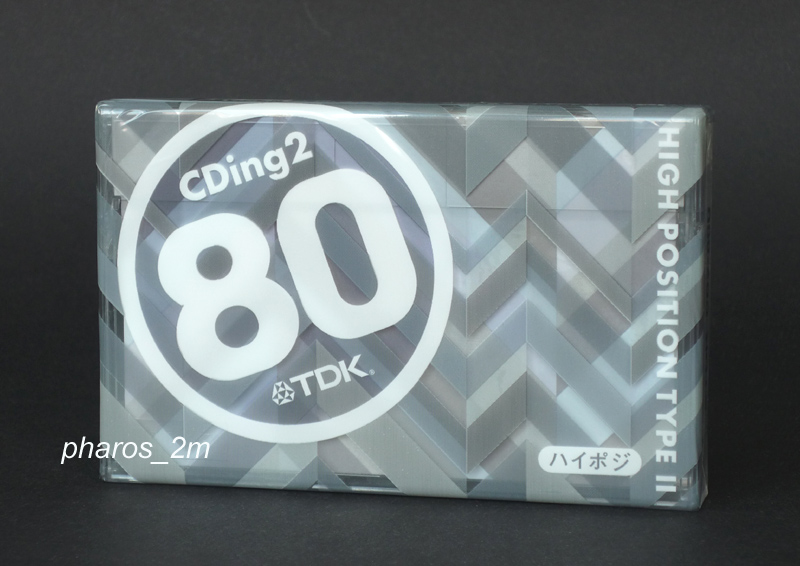 CDing2
80
TDK®
HIGH POSITION TYPE II
ハイポジ
pharos_2m